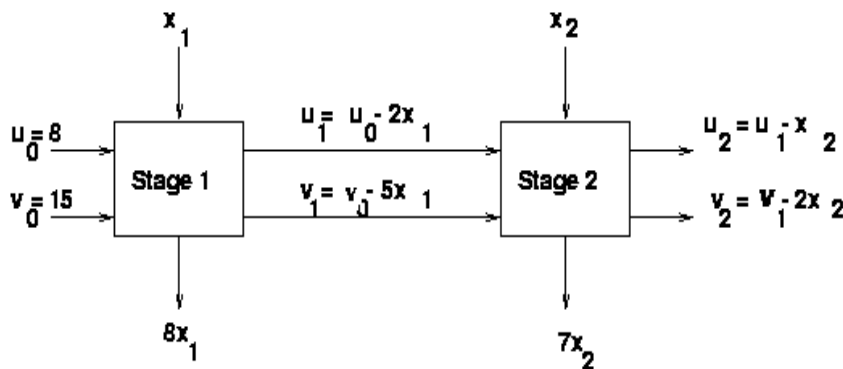 x₁
x₂
u₀ = 8
u₁ = u₀ - 2x₁
u₂ = u₁ - x₂
Stage 1
Stage 2
v₀ = 15
v₁ = v₀ - 5x₁
v₂ = v₁ - 2x₂
8x₁
7x₂